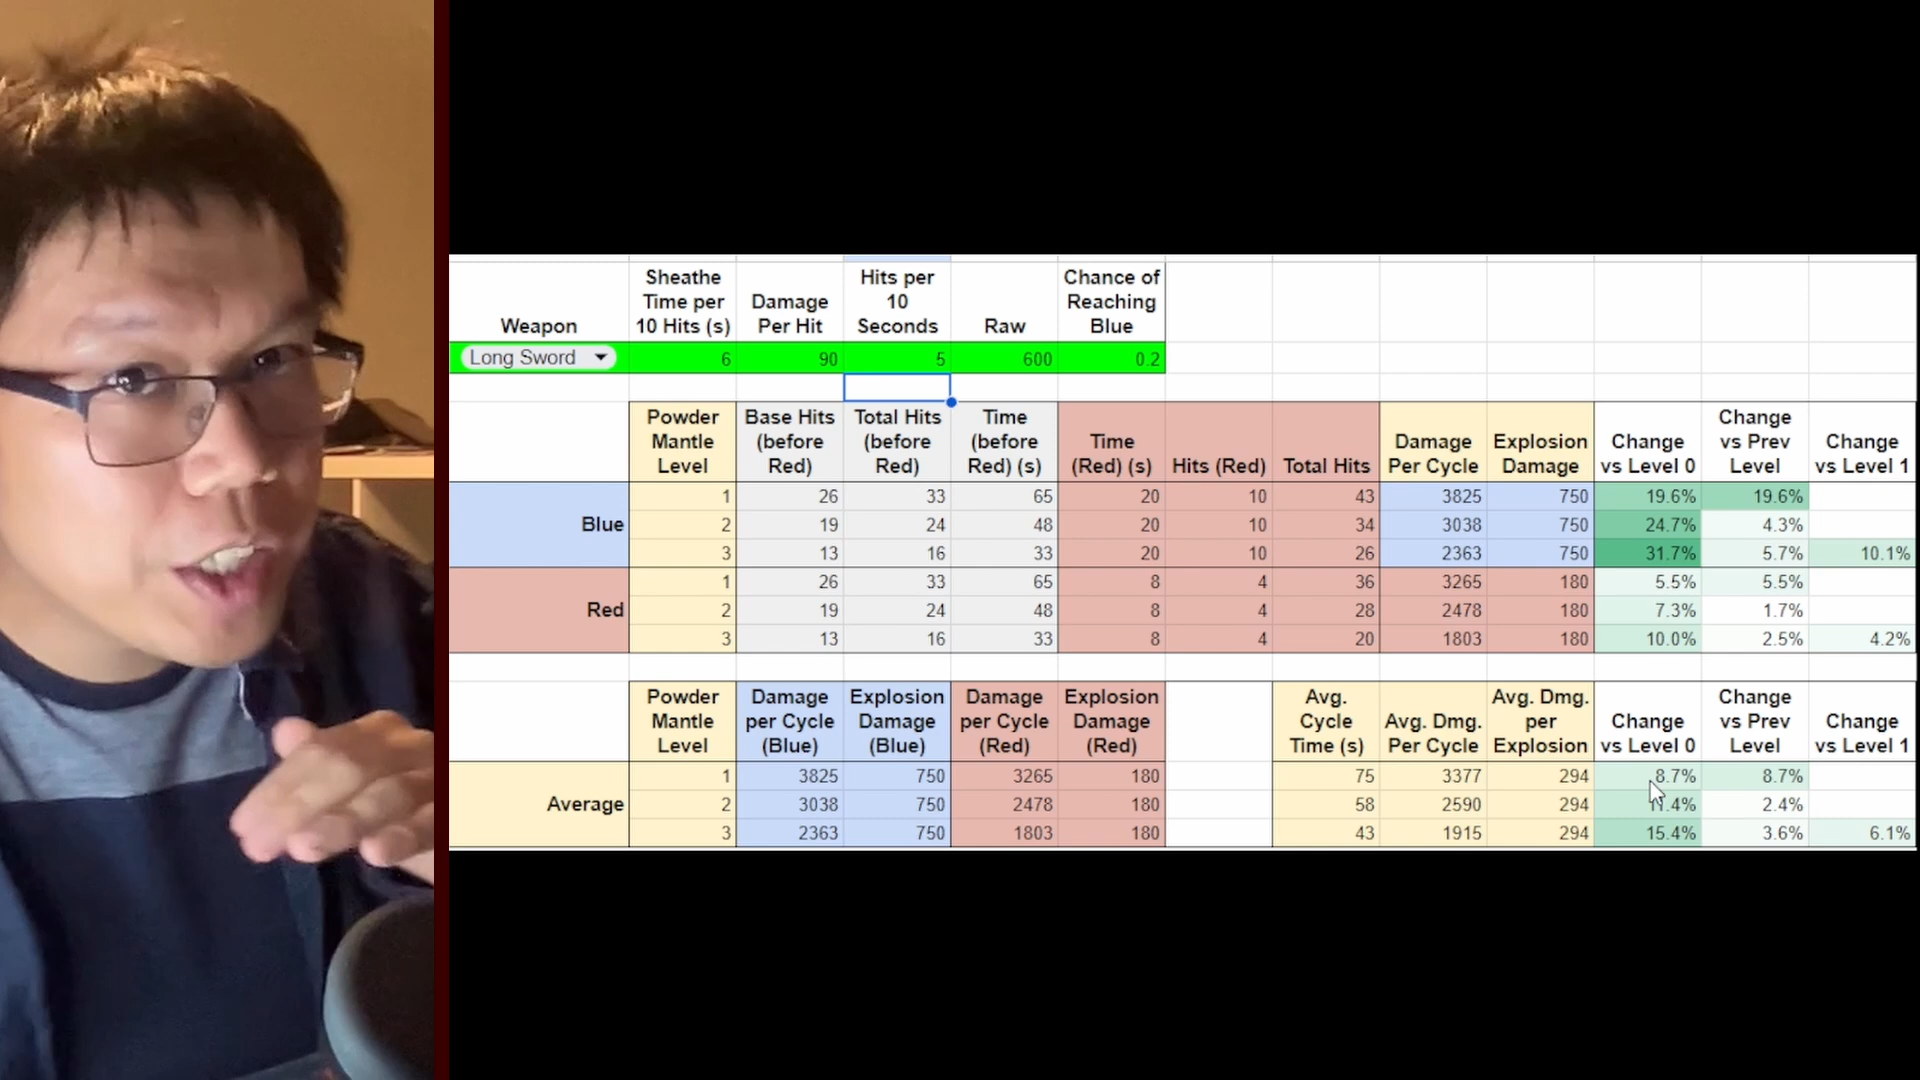 Weapon Sheathe Time per 10 Hits (s) Damage Per Hit Hits per 10 Seconds Raw Chance of Reaching Blue
Long Sword 6 90 5 600 0.2
Powder Mantle Level Base Hits (before Red) Total Hits (before Red) Time (before Red) (s) Time (Red) (s) Hits (Red) Total Hits Damage Per Cycle Explosion Damage Change vs Level 0 Change vs Prev Level Change vs Level 1
1 26 33 65 20 10 43 3825 750 19.6% 19.6%
Blue 2 19 24 48 20 10 34 3038 750 24.7% 4.3%
3 13 16 33 20 10 26 2363 750 31.7% 5.7% 10.1%
1 26 33 65 8 4 36 3265 180 5.5% 5.5%
Red 2 19 24 48 8 4 28 2478 180 7.3% 1.7%
3 13 16 33 8 4 20 1803 180 10.0% 2.5% 4.2%
Powder Mantle Level Damage per Cycle (Blue) Explosion Damage (Blue) Damage per Cycle (Red) Explosion Damage (Red) Avg. Cycle Time (s) Avg. Dmg. Per Cycle Avg. Dmg. per Explosion Change vs Level 0 Change vs Prev Level Change vs Level 1
1 3825 750 3265 180 75 3377 294 8.7% 8.7%
Average 2 3038 750 2478 180 58 2590 294 11.4% 2.4%
3 2363 750 1803 180 43 1915 294 15.4% 3.6% 6.1%